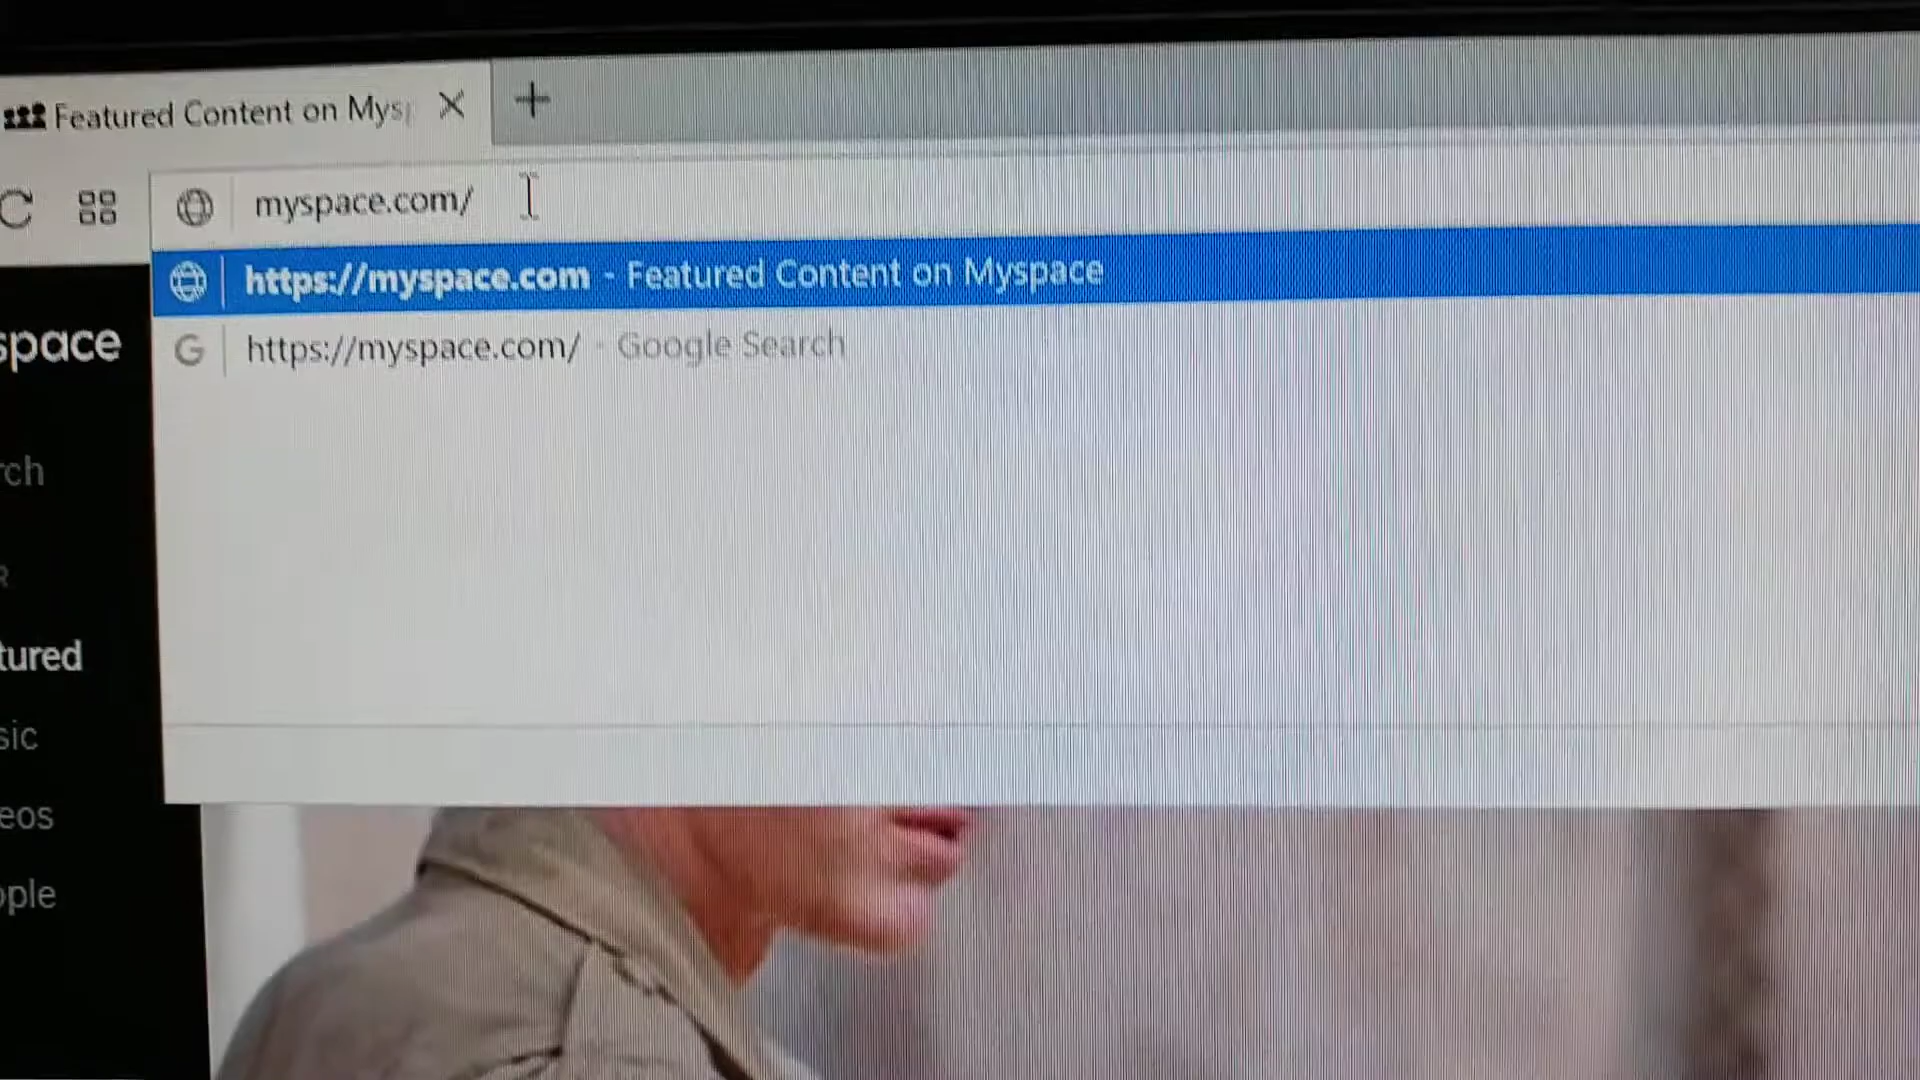 Featured Content on Mys
myspace.com/
https://myspace.com - Featured Content on Myspace
G https://myspace.com/ - Google Search
space
rch
R
tured
sic
eos
ople